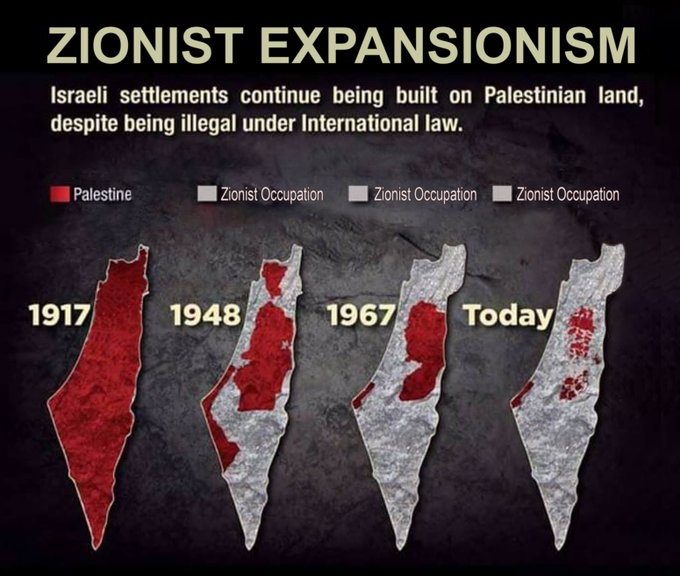 ZIONIST EXPANSIONISM
Israeli settlements continue being built on Palestinian land,
despite being illegal under International law.
Palestine Zionist Occupation Zionist Occupation Zionist Occupation
1917 1948 1967 Today